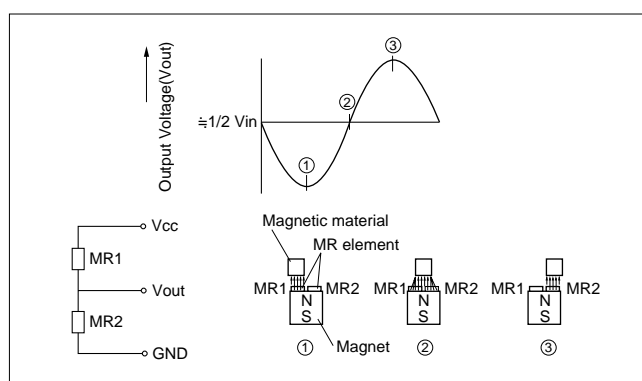 Output Voltage(Vout)
③
②
≒1/2 Vin
①
Vcc
MR1
Vout
MR2
GND
Magnetic material
MR element
MR1 MR2 MR1 MR2 MR1 MR2
N N N
S S S
Magnet
① ② ③